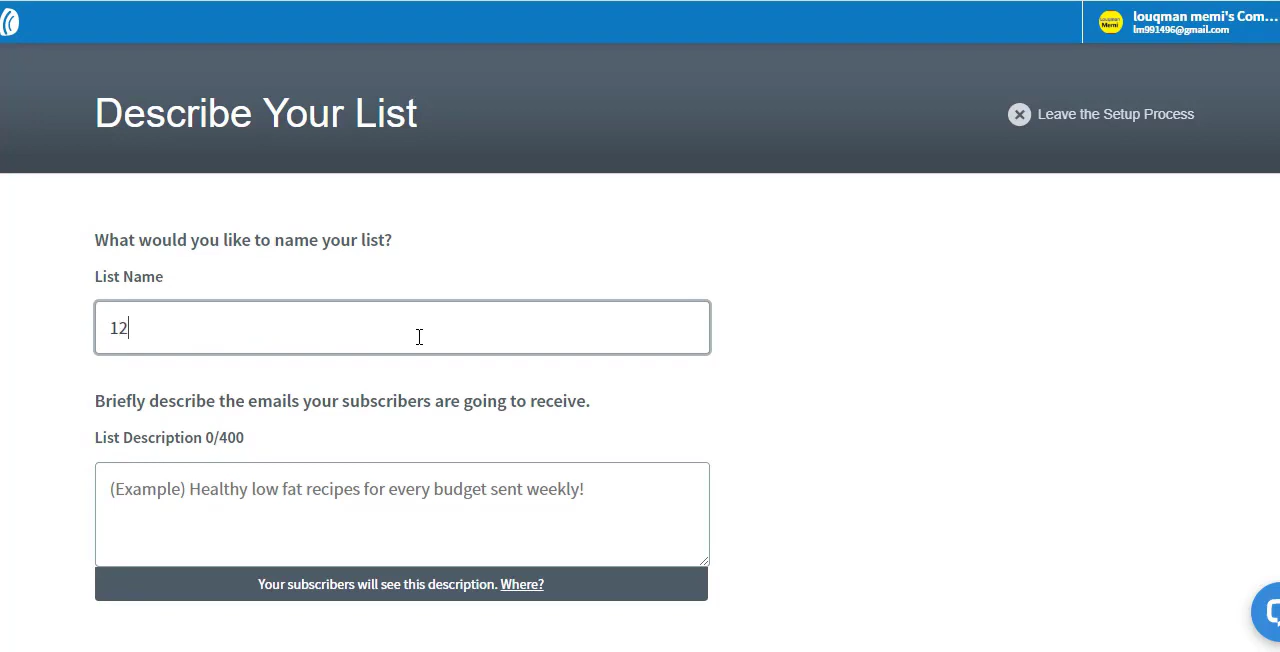 louqman memi's Com...
lm991496@gmail.com
Describe Your List
Leave the Setup Process
What would you like to name your list?
List Name
12
Briefly describe the emails your subscribers are going to receive.
List Description 0/400
(Example) Healthy low fat recipes for every budget sent weekly!
Your subscribers will see this description. Where?